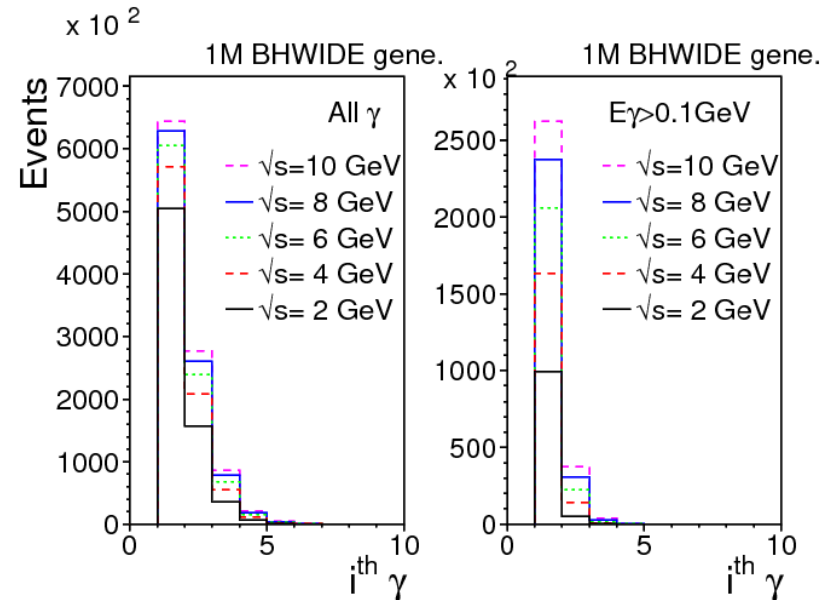 x 10 2
1M BHWIDE gene.
Events
All γ
√s=10 GeV
√s= 8 GeV
√s= 6 GeV
√s= 4 GeV
√s= 2 GeV
7000
6000
5000
4000
3000
2000
1000
0
0 5 10
i th γ
x 10 2
1M BHWIDE gene.
Eγ>0.1GeV
√s=10 GeV
√s= 8 GeV
√s= 6 GeV
√s= 4 GeV
√s= 2 GeV
2500
2000
1500
1000
500
0
0 5 10
i th γ